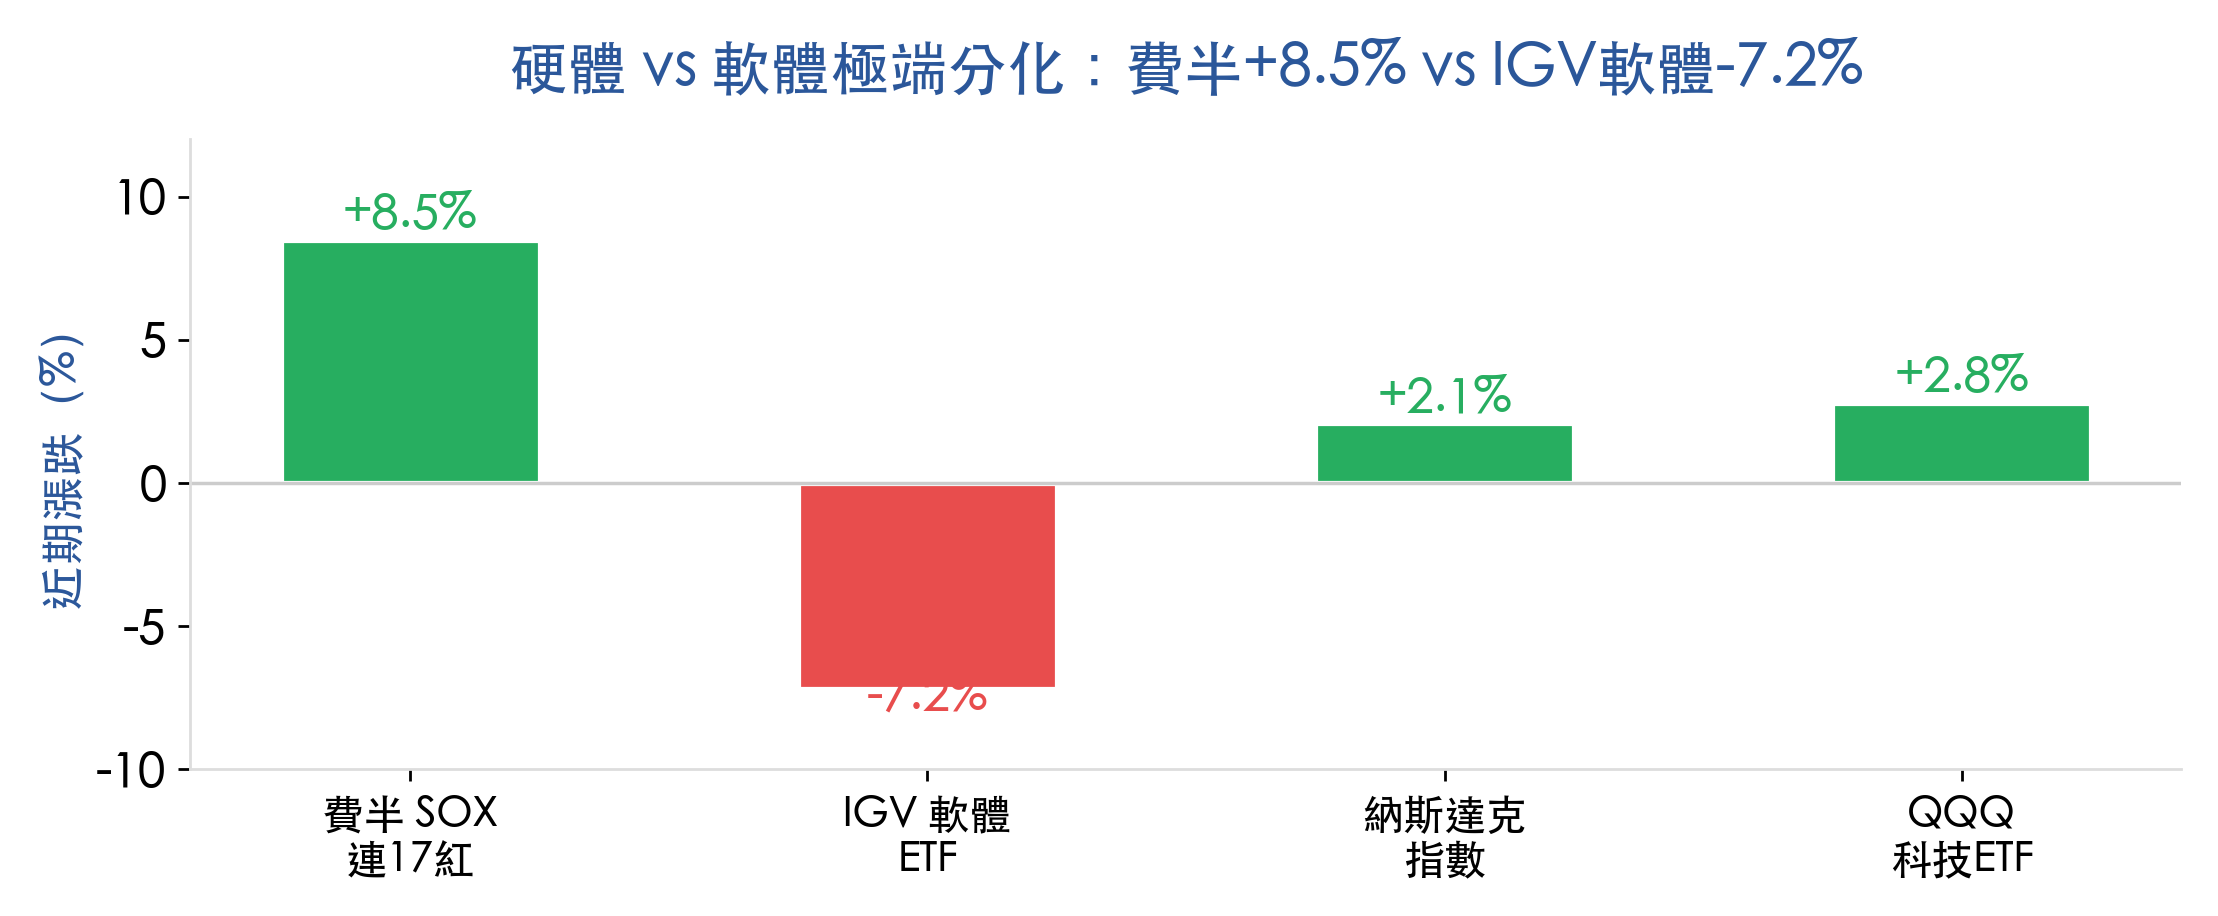 硬體 vs 軟體極端分化：費半+8.5% vs IGV軟體-7.2%
近期漲跌 (%)
10
5
0
-5
-10
+8.5%
-7.2%
+2.1%
+2.8%
費半 SOX
連17紅
IGV 軟體
ETF
納斯達克
指數
QQQ
科技ETF